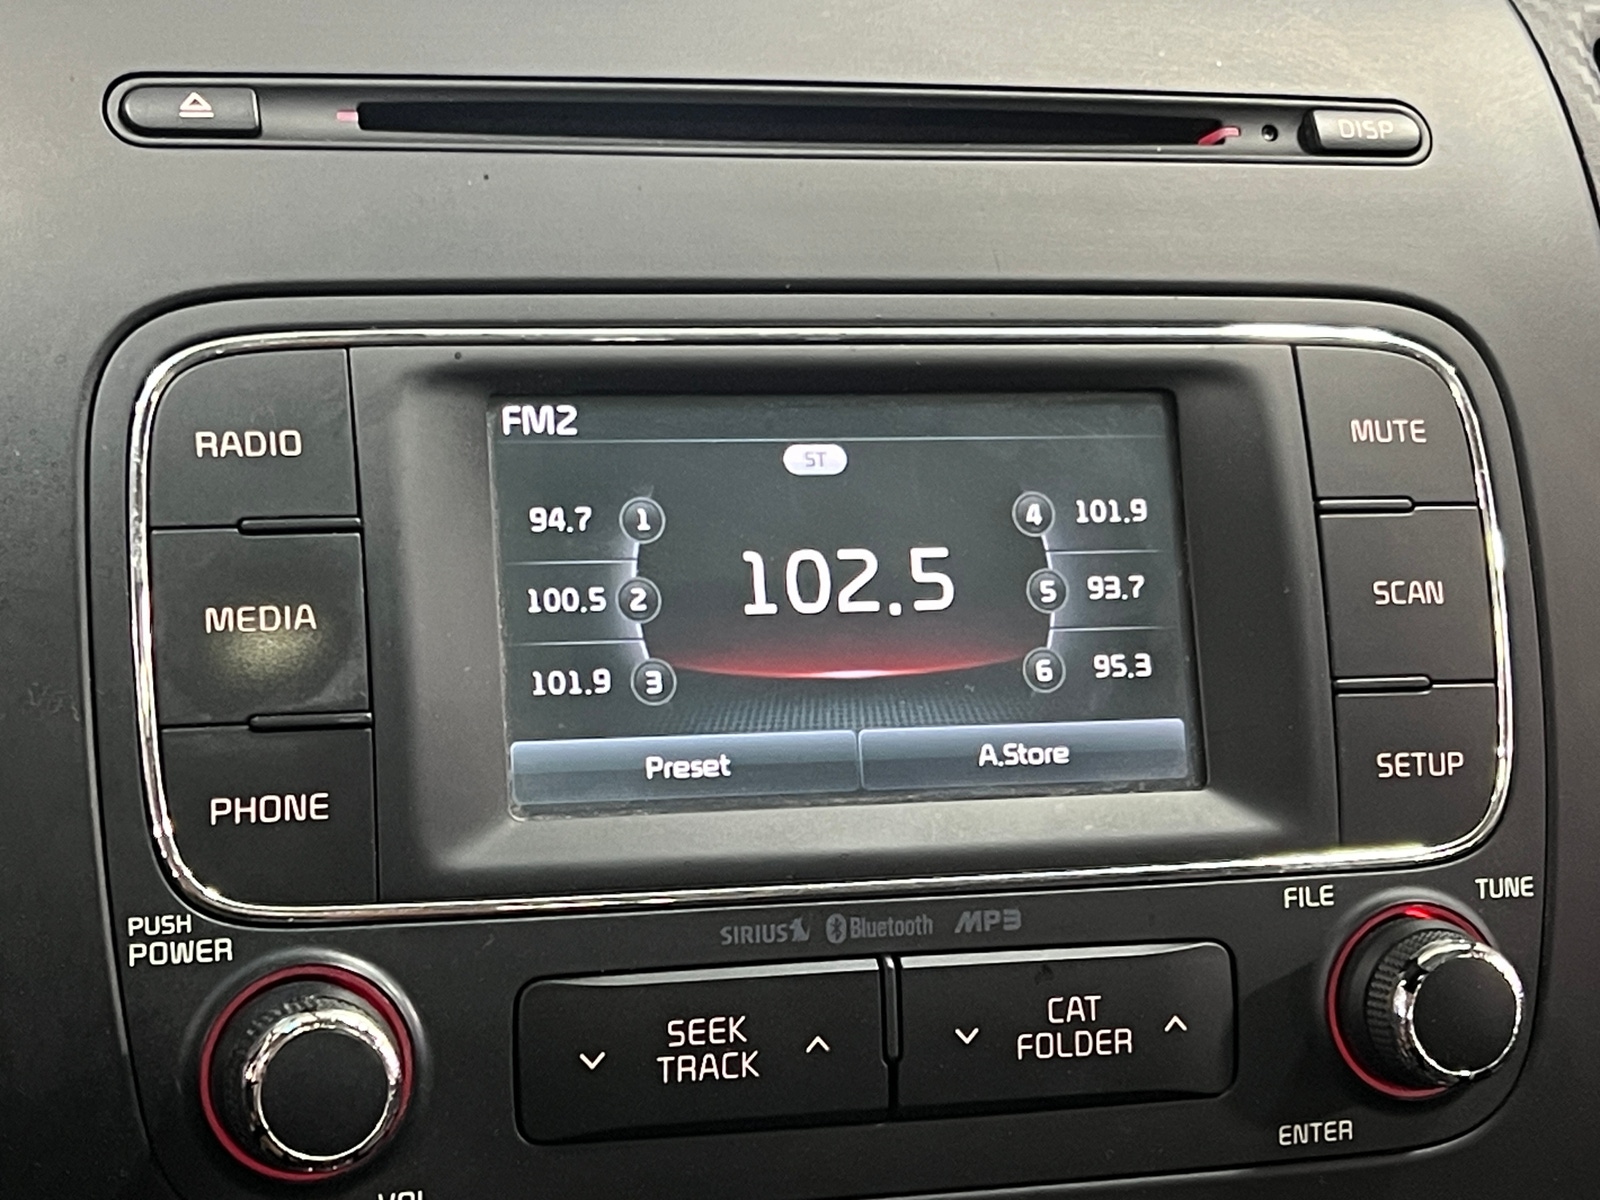 DISP
RADIO
MEDIA
PHONE
FM2
ST
94.7 1
100.5 2
101.9 3
102.5
4 101.9
5 93.7
6 95.3
Preset
A.Store
MUTE
SCAN
SETUP
PUSH
POWER
SIRIUS Bluetooth MP3
FILE
TUNE
SEEK
TRACK
CAT
FOLDER
ENTER
VOL